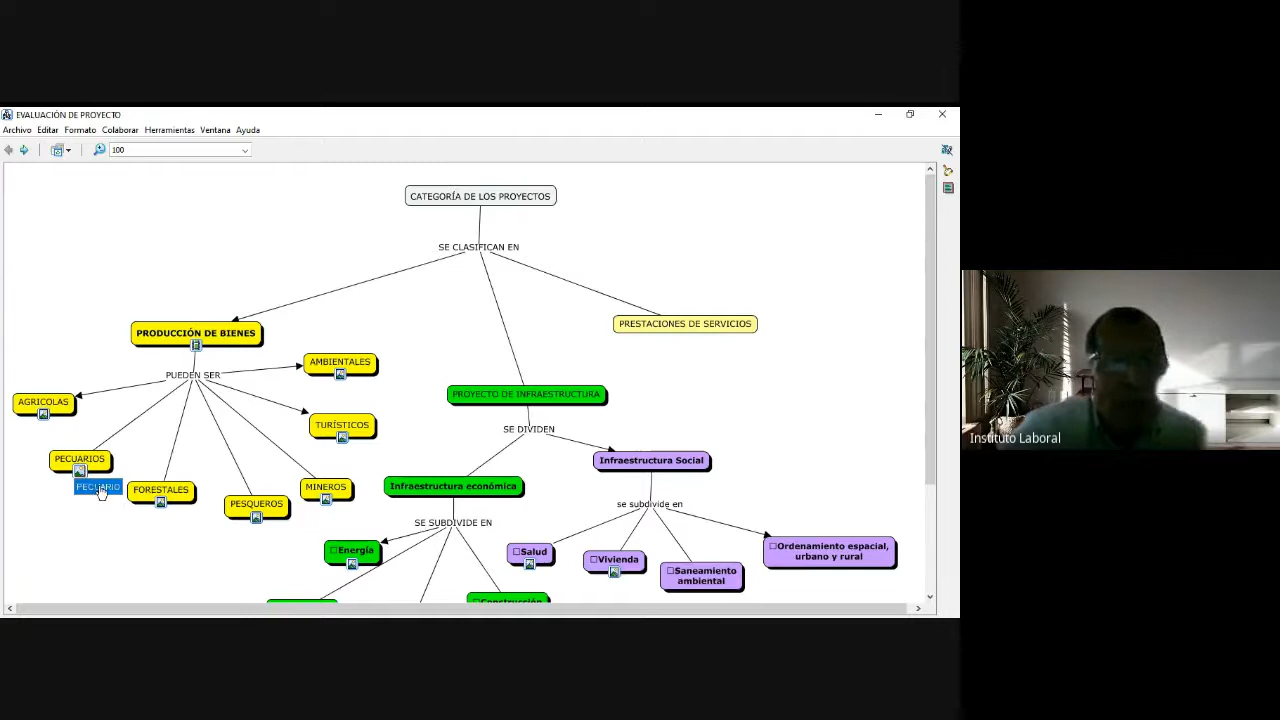 EVALUACIÓN DE PROYECTO
Archivo Editar Formato Colaborar Herramientas Ventana Ayuda
100
CATEGORÍA DE LOS PROYECTOS
SE CLASIFICAN EN
PRESTACIONES DE SERVICIOS
PRODUCCIÓN DE BIENES
AMBIENTALES
PUEDEN SER
AGRICOLAS
PROYECTO DE INFRAESTRUCTURA
TURÍSTICOS
SE DIVIDEN
PECUARIOS
Infraestructura Social
PECUARIO
FORESTALES
MINEROS
Infraestructura económica
PESQUEROS
se subdivide en
SE SUBDIVIDE EN
Energía
Salud
Vivienda
Ordenamiento espacial,
urbano y rural
Saneamiento
ambiental
Construcción
Instituto Laboral